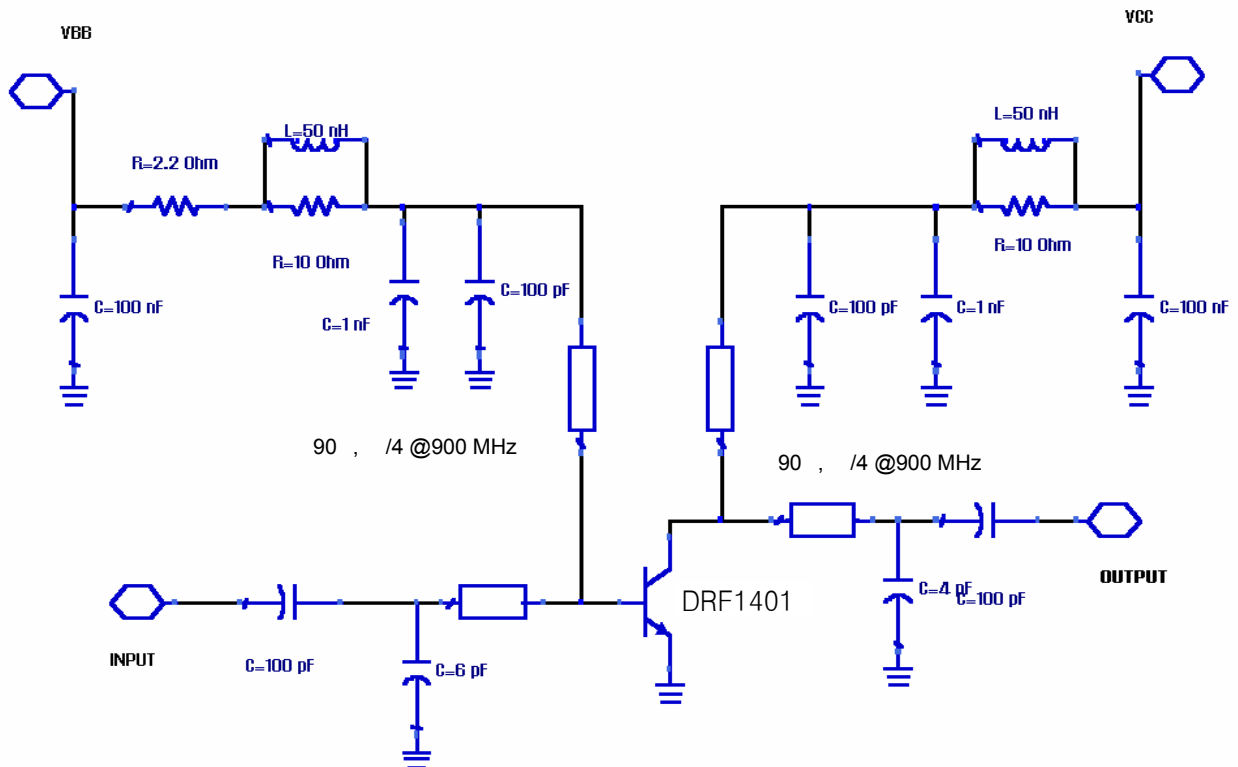 VBB
VCC
L=50 nH
L=50 nH
R=2.2 Ohm
R=10 Ohm
R=10 Ohm
C=100 nF
C=100 pF
C=1 nF
C=100 pF
C=1 nF
C=100 nF
90 , /4 @900 MHz
90 , /4 @900 MHz
DRF1401
C=4 pF
C=100 pF
OUTPUT
INPUT
C=100 pF
C=6 pF